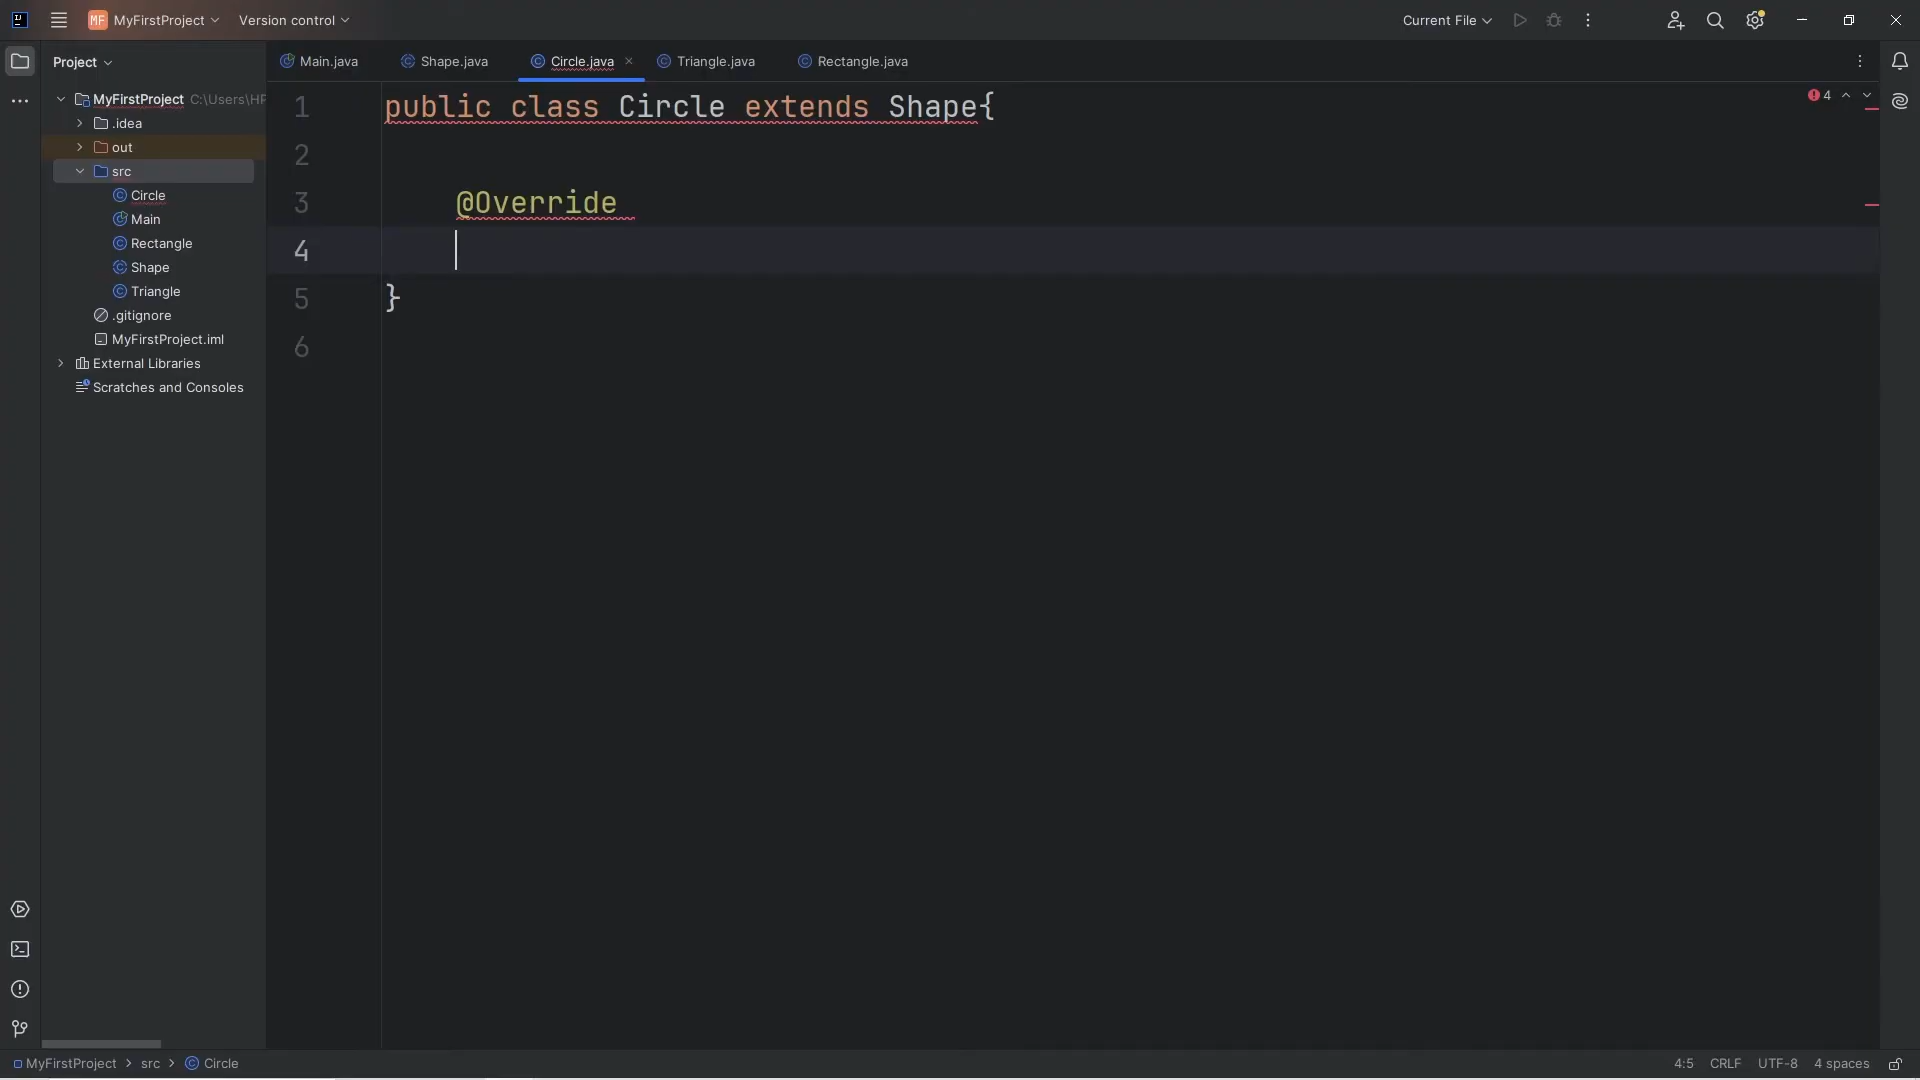 MF MyFirstProject Version control Current File
Project
Main.java Shape.java Circle.java Triangle.java Rectangle.java
MyFirstProject C:\Users\HP
.idea
out
src
Circle
Main
Rectangle
Shape
Triangle
.gitignore
MyFirstProject.iml
External Libraries
Scratches and Consoles
4
1 public class Circle extends Shape{
2
3 @Override
4
5 }
6
MyFirstProject > src > Circle 4:5 CRLF UTF-8 4 spaces